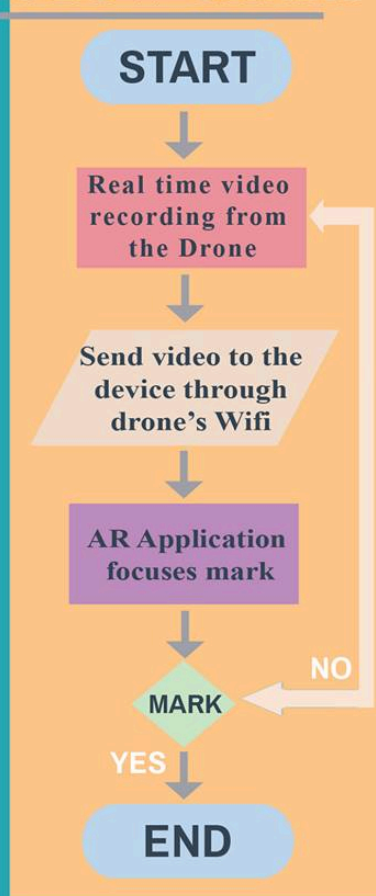 START
Real time video
recording from
the Drone
Send video to the
device through
drone's Wifi
AR Application
focuses mark
MARK
NO
YES
END